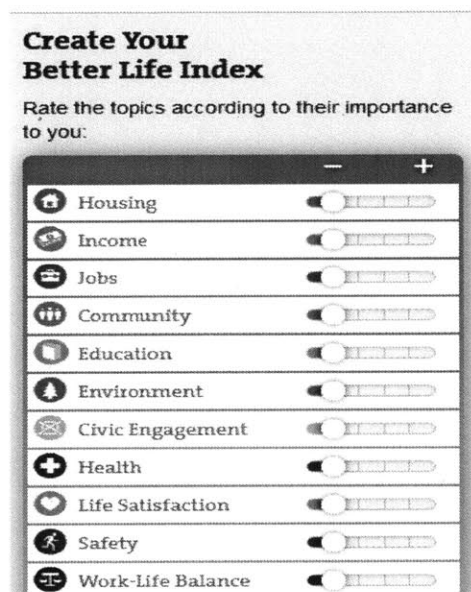 Create Your
Better Life Index
Rate the topics according to their importance
to you:
− +
Housing
Income
Jobs
Community
Education
Environment
Civic Engagement
Health
Life Satisfaction
Safety
Work-Life Balance